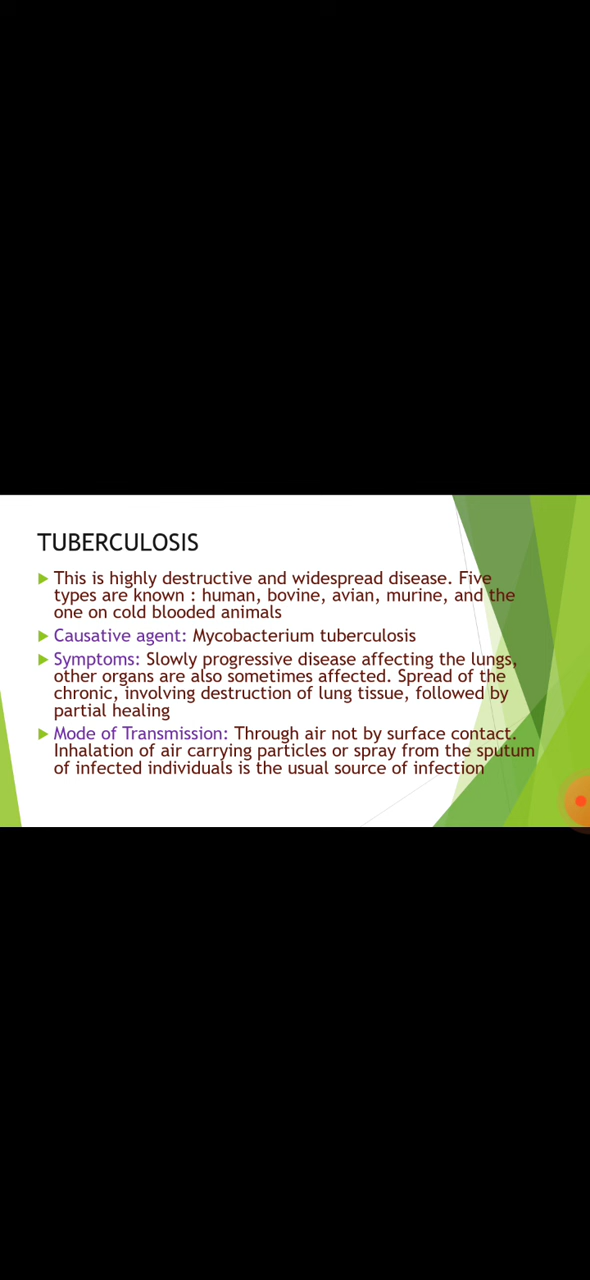 TUBERCULOSIS
This is highly destructive and widespread disease. Five
types are known : human, bovine, avian, murine, and the
one on cold blooded animals
Causative agent: Mycobacterium tuberculosis
Symptoms: Slowly progressive disease affecting the lungs,
other organs are also sometimes affected. Spread of the
chronic, involving destruction of lung tissue, followed by
partial healing
Mode of Transmission: Through air not by surface contact.
Inhalation of air carrying particles or spray from the sputum
of infected individuals is the usual source of infection